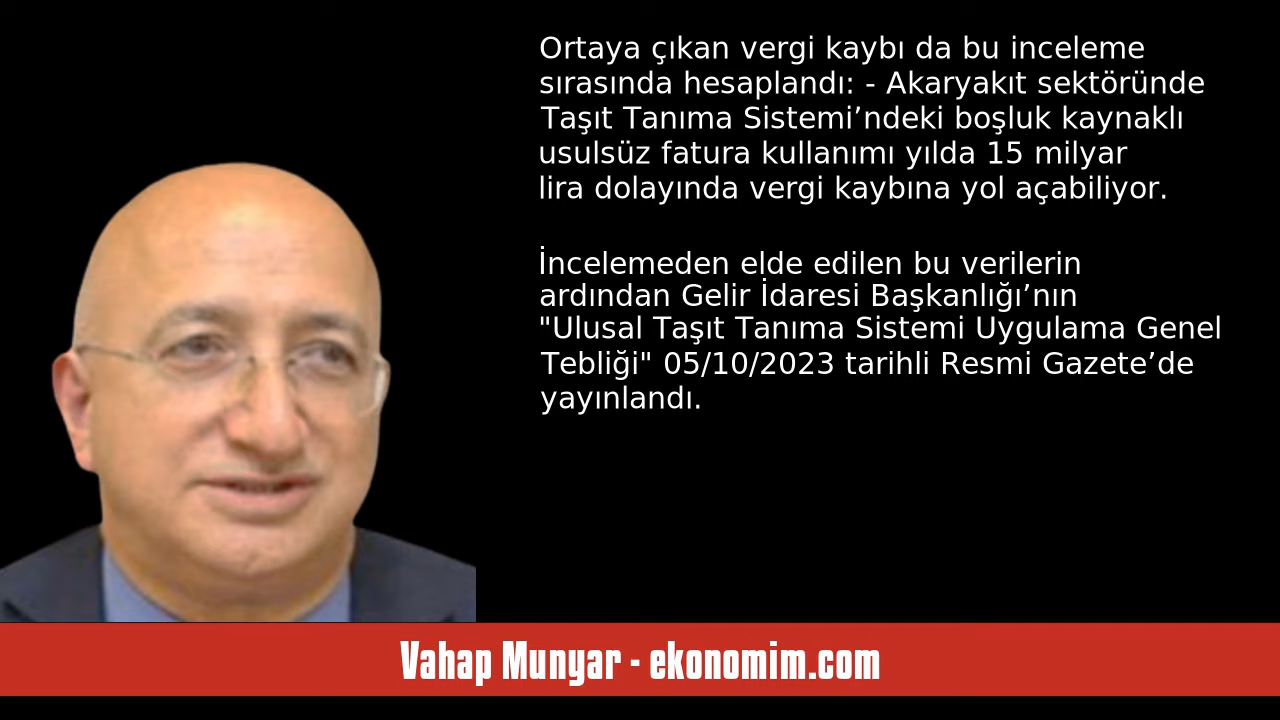 Ortaya çıkan vergi kaybı da bu inceleme
sırasında hesaplandı: - Akaryakıt sektöründe
Taşıt Tanıma Sistemi’ndeki boşluk kaynaklı
usulsüz fatura kullanımı yılda 15 milyar
lira dolayında vergi kaybına yol açabiliyor.
İncelemeden elde edilen bu verilerin
ardından Gelir İdaresi Başkanlığı’nın
"Ulusal Taşıt Tanıma Sistemi Uygulama Genel
Tebliği" 05/10/2023 tarihli Resmi Gazete’de
yayınlandı.
Vahap Munyar - ekonomim.com